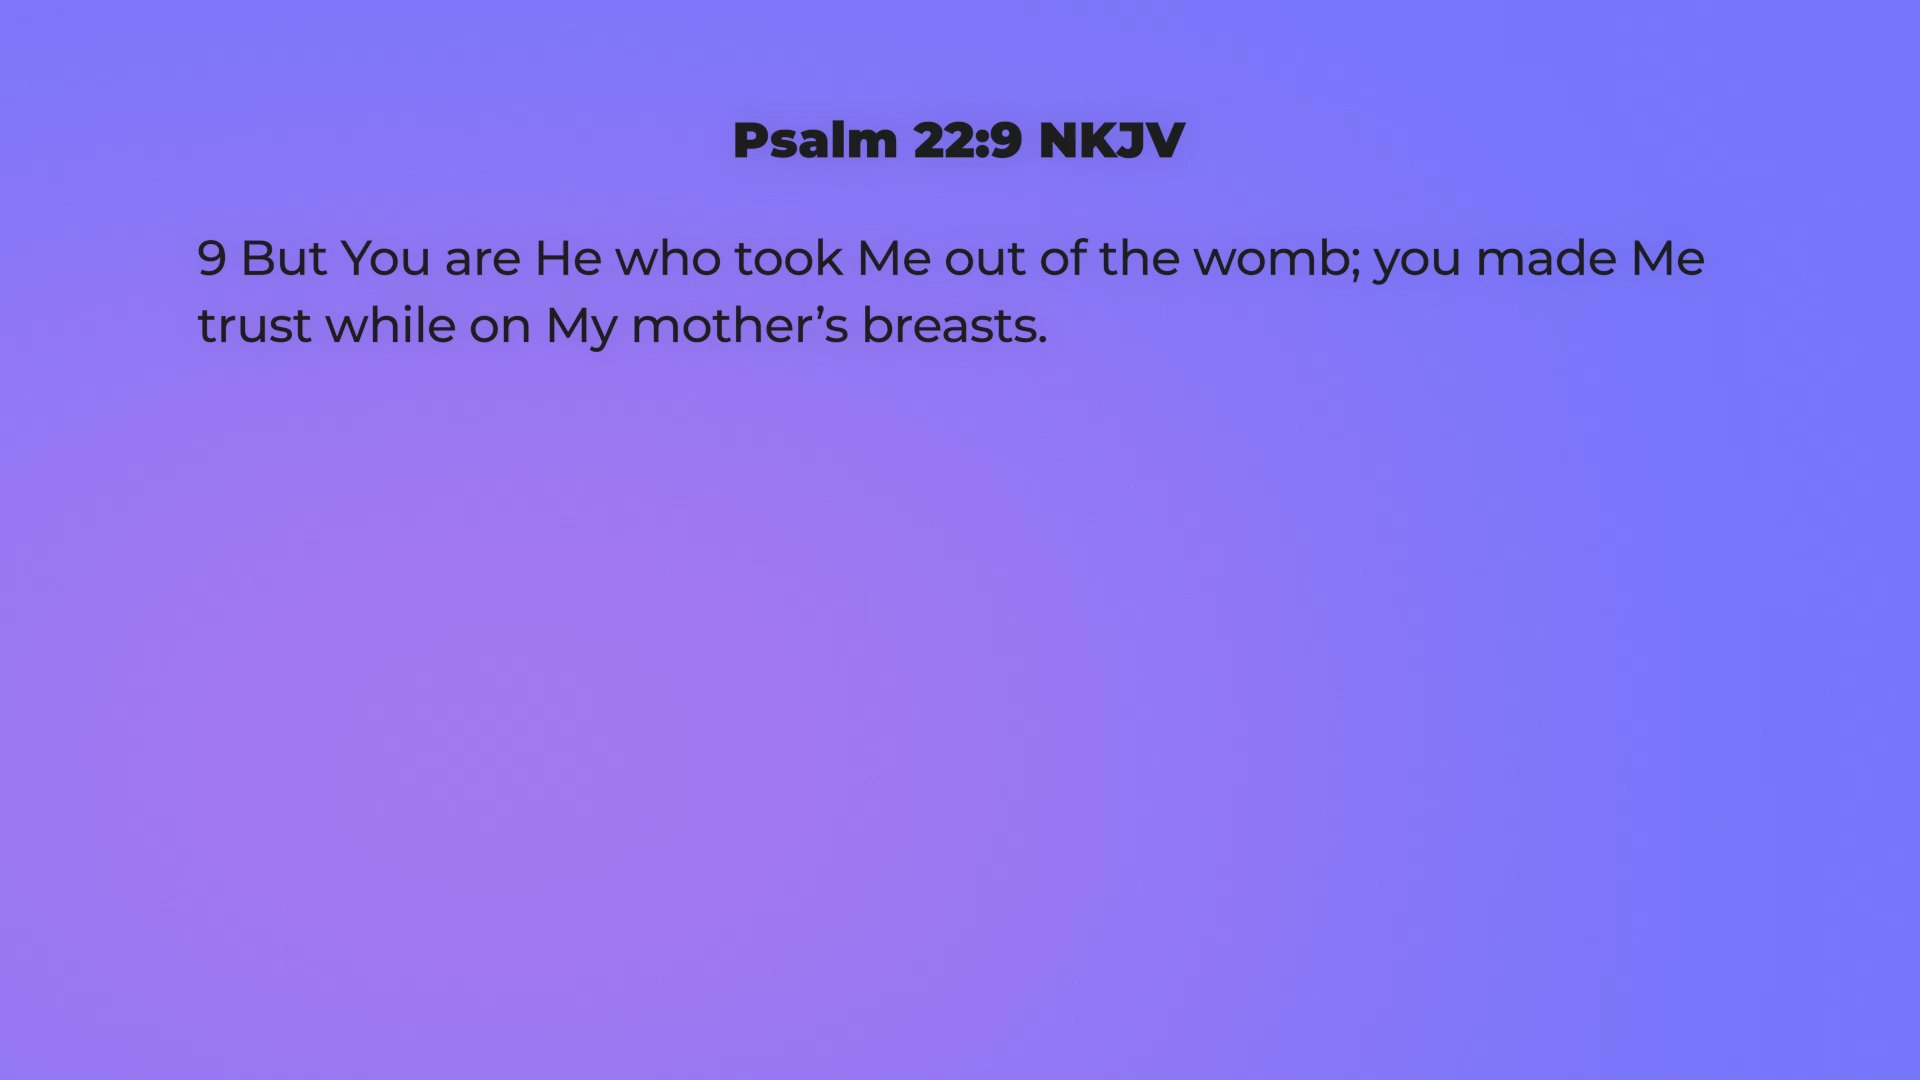 Psalm 22:9 NKJV
9 But You are He who took Me out of the womb; you made Me
trust while on My mother’s breasts.